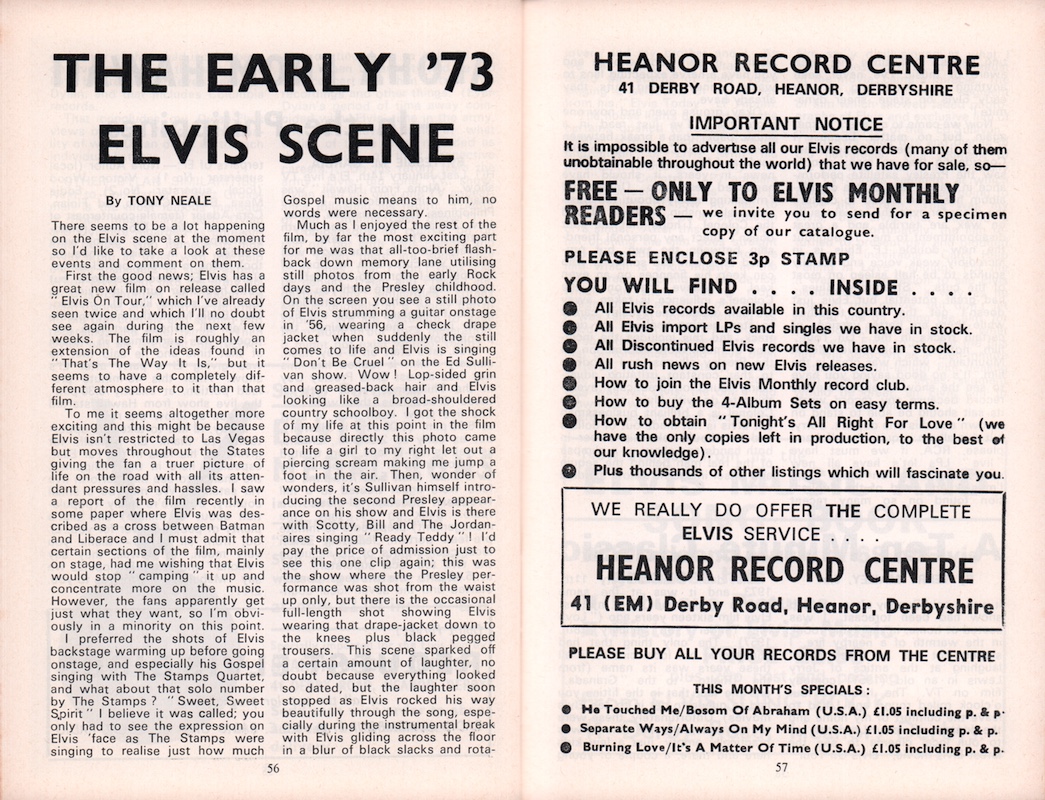 THE EARLY '73
ELVIS SCENE
By TONY NEALE
There seems to be a lot happening
on the Elvis scene at the moment
so I'd like to take a look at these
events and comment on them.
First the good news; Elvis has a
great new film on release called
"Elvis On Tour," which I've already
seen twice and which I'll no doubt
see again during the next few
weeks. The film is roughly an
extension of the ideas found in
"That's The Way It Is," but it
seems to have a completely dif-
ferent atmosphere to it than that
film.
To me it seems altogether more
exciting and this might be because
Elvis isn't restricted to Las Vegas
but moves throughout the States
giving the fan a truer picture of
life on the road with all its atten-
dant pressures and hassles. I saw
a report of the film recently in
some paper where Elvis was des-
cribed as a cross between Batman
and Liberace and I must admit that
certain sections of the film, mainly
on stage, had me wishing that Elvis
would stop "camping" it up and
concentrate more on the music.
However, the fans apparently get
just what they want, so I'm obvi-
ously in a minority on this point.
I preferred the shots of Elvis
backstage warming up before going
onstage, and especially his Gospel
singing with The Stamps Quartet,
and what about that solo number
by The Stamps? "Sweet, Sweet
Spirit" I believe it was called; you
only had to see the expression on
Elvis 'face as The Stamps were
singing to realise just how much
Gospel music means to him, no
words were necessary.
Much as I enjoyed the rest of the
film, by far the most exciting part
for me was that all-too-brief flash-
back down memory lane utilising
still photos from the early Rock
days and the Presley childhood.
On the screen you see a still photo
of Elvis strumming a guitar onstage
in '56, wearing a check drape
jacket when suddenly the still
comes to life and Elvis is singing
"Don't Be Cruel" on the Ed Sulli-
van show. Wow! Lop-sided grin
and greased-back hair and Elvis
looking like a broad-shouldered
country schoolboy. I got the shock
of my life at this point in the film
because directly this photo came
to life a girl to my right let out a
piercing scream making me jump a
foot in the air. Then, wonder of
wonders, it's Sullivan himself intro-
ducing the second Presley appear-
ance on his show and Elvis is there
with Scotty, Bill and The Jordan-
aires singing "Ready Teddy"! I'd
pay the price of admission just to
see this one clip again; this was
the show where the Presley per-
formance was shot from the waist
up only, but there is the occasional
full-length shot showing Elvis
wearing that drape-jacket down to
the knees plus black pegged
trousers. This scene sparked off
a certain amount of laughter, no
doubt because everything looked
so dated, but the laughter soon
stopped as Elvis rocked his way
beautifully through the song, espe-
cially during the instrumental break
with Elvis gliding across the floor
in a blur of black slacks and rota-
56
HEANOR RECORD CENTRE
41 DERBY ROAD, HEANOR, DERBYSHIRE
IMPORTANT NOTICE
It is impossible to advertise all our Elvis records (many of them
unobtainable throughout the world) that we have for sale, so—
FREE — ONLY TO ELVIS MONTHLY
READERS — we invite you to send for a specimen
copy of our catalogue.
PLEASE ENCLOSE 3p STAMP
YOU WILL FIND . . . . INSIDE . . . .
● All Elvis records available in this country.
● All Elvis import LPs and singles we have in stock.
● All Discontinued Elvis records we have in stock.
● All rush news on new Elvis releases.
● How to join the Elvis Monthly record club.
● How to buy the 4-Album Sets on easy terms.
● How to obtain "Tonight's All Right For Love" (we
have the only copies left in production, to the best of
our knowledge).
● Plus thousands of other listings which will fascinate you.
WE REALLY DO OFFER THE COMPLETE
ELVIS SERVICE . . . .
HEANOR RECORD CENTRE
41 (EM) Derby Road, Heanor, Derbyshire
PLEASE BUY ALL YOUR RECORDS FROM THE CENTRE
THIS MONTH'S SPECIALS:
● He Touched Me/Bosom Of Abraham (U.S.A.) £1.05 including p. & p.
● Separate Ways/Always On My Mind (U.S.A.) £1.05 including p. & p.
● Burning Love/It's A Matter Of Time (U.S.A.) £1.05 including p. & p.
57